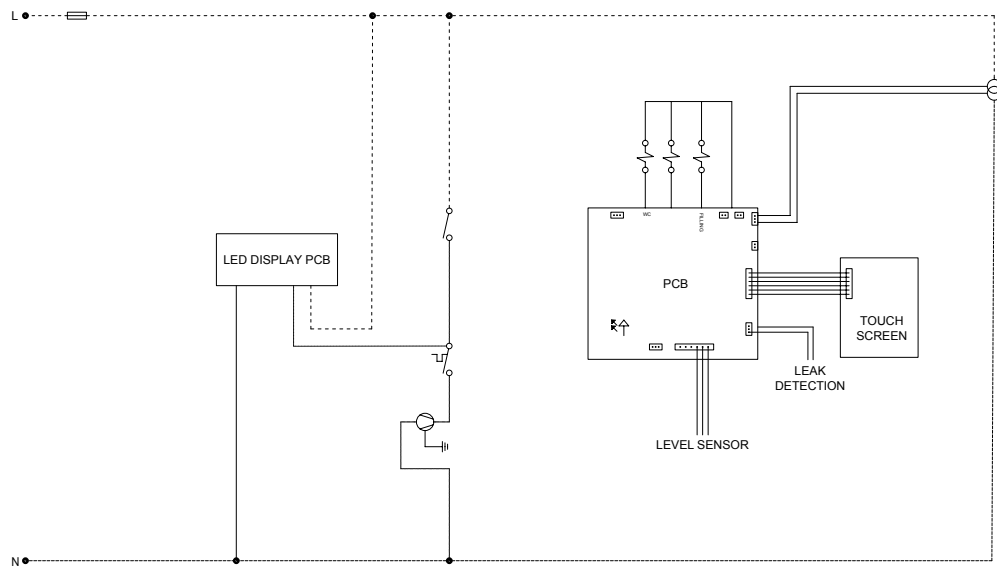 L
WC
FILLING
LED DISPLAY PCB
PCB
TOUCH
SCREEN
LEAK
DETECTION
LEVEL SENSOR
N